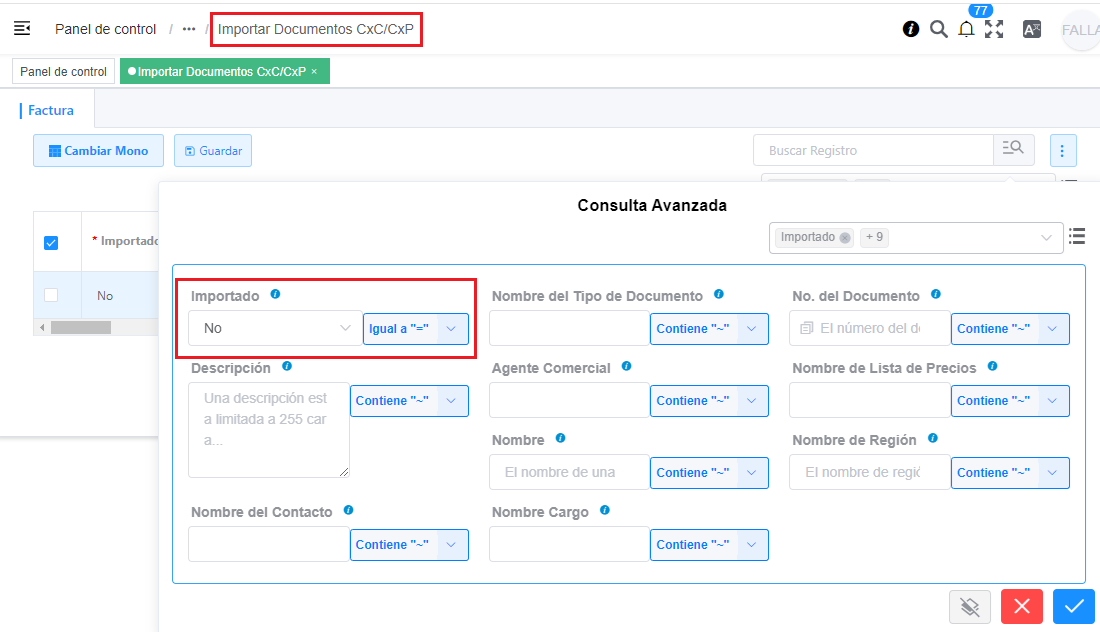 Panel de control / ••• / Importar Documentos CxC/CxP
77
FALLA
Panel de control
Importar Documentos CxC/CxP ×
Factura
Cambiar Mono
Guardar
Buscar Registro
* Importado
No
Consulta Avanzada
Importado
+ 9
Importado
Nombre del Tipo de Documento
No. del Documento
No
Igual a "="
Contiene "~"
El número del do
Contiene "~"
Descripción
Agente Comercial
Nombre de Lista de Precios
Una descripción est
a limitada a 255 car
a...
Contiene "~"
Contiene "~"
Contiene "~"
Nombre
Nombre de Región
El nombre de una
Contiene "~"
El nombre de regió
Contiene "~"
Nombre del Contacto
Nombre Cargo
Contiene "~"
Contiene "~"